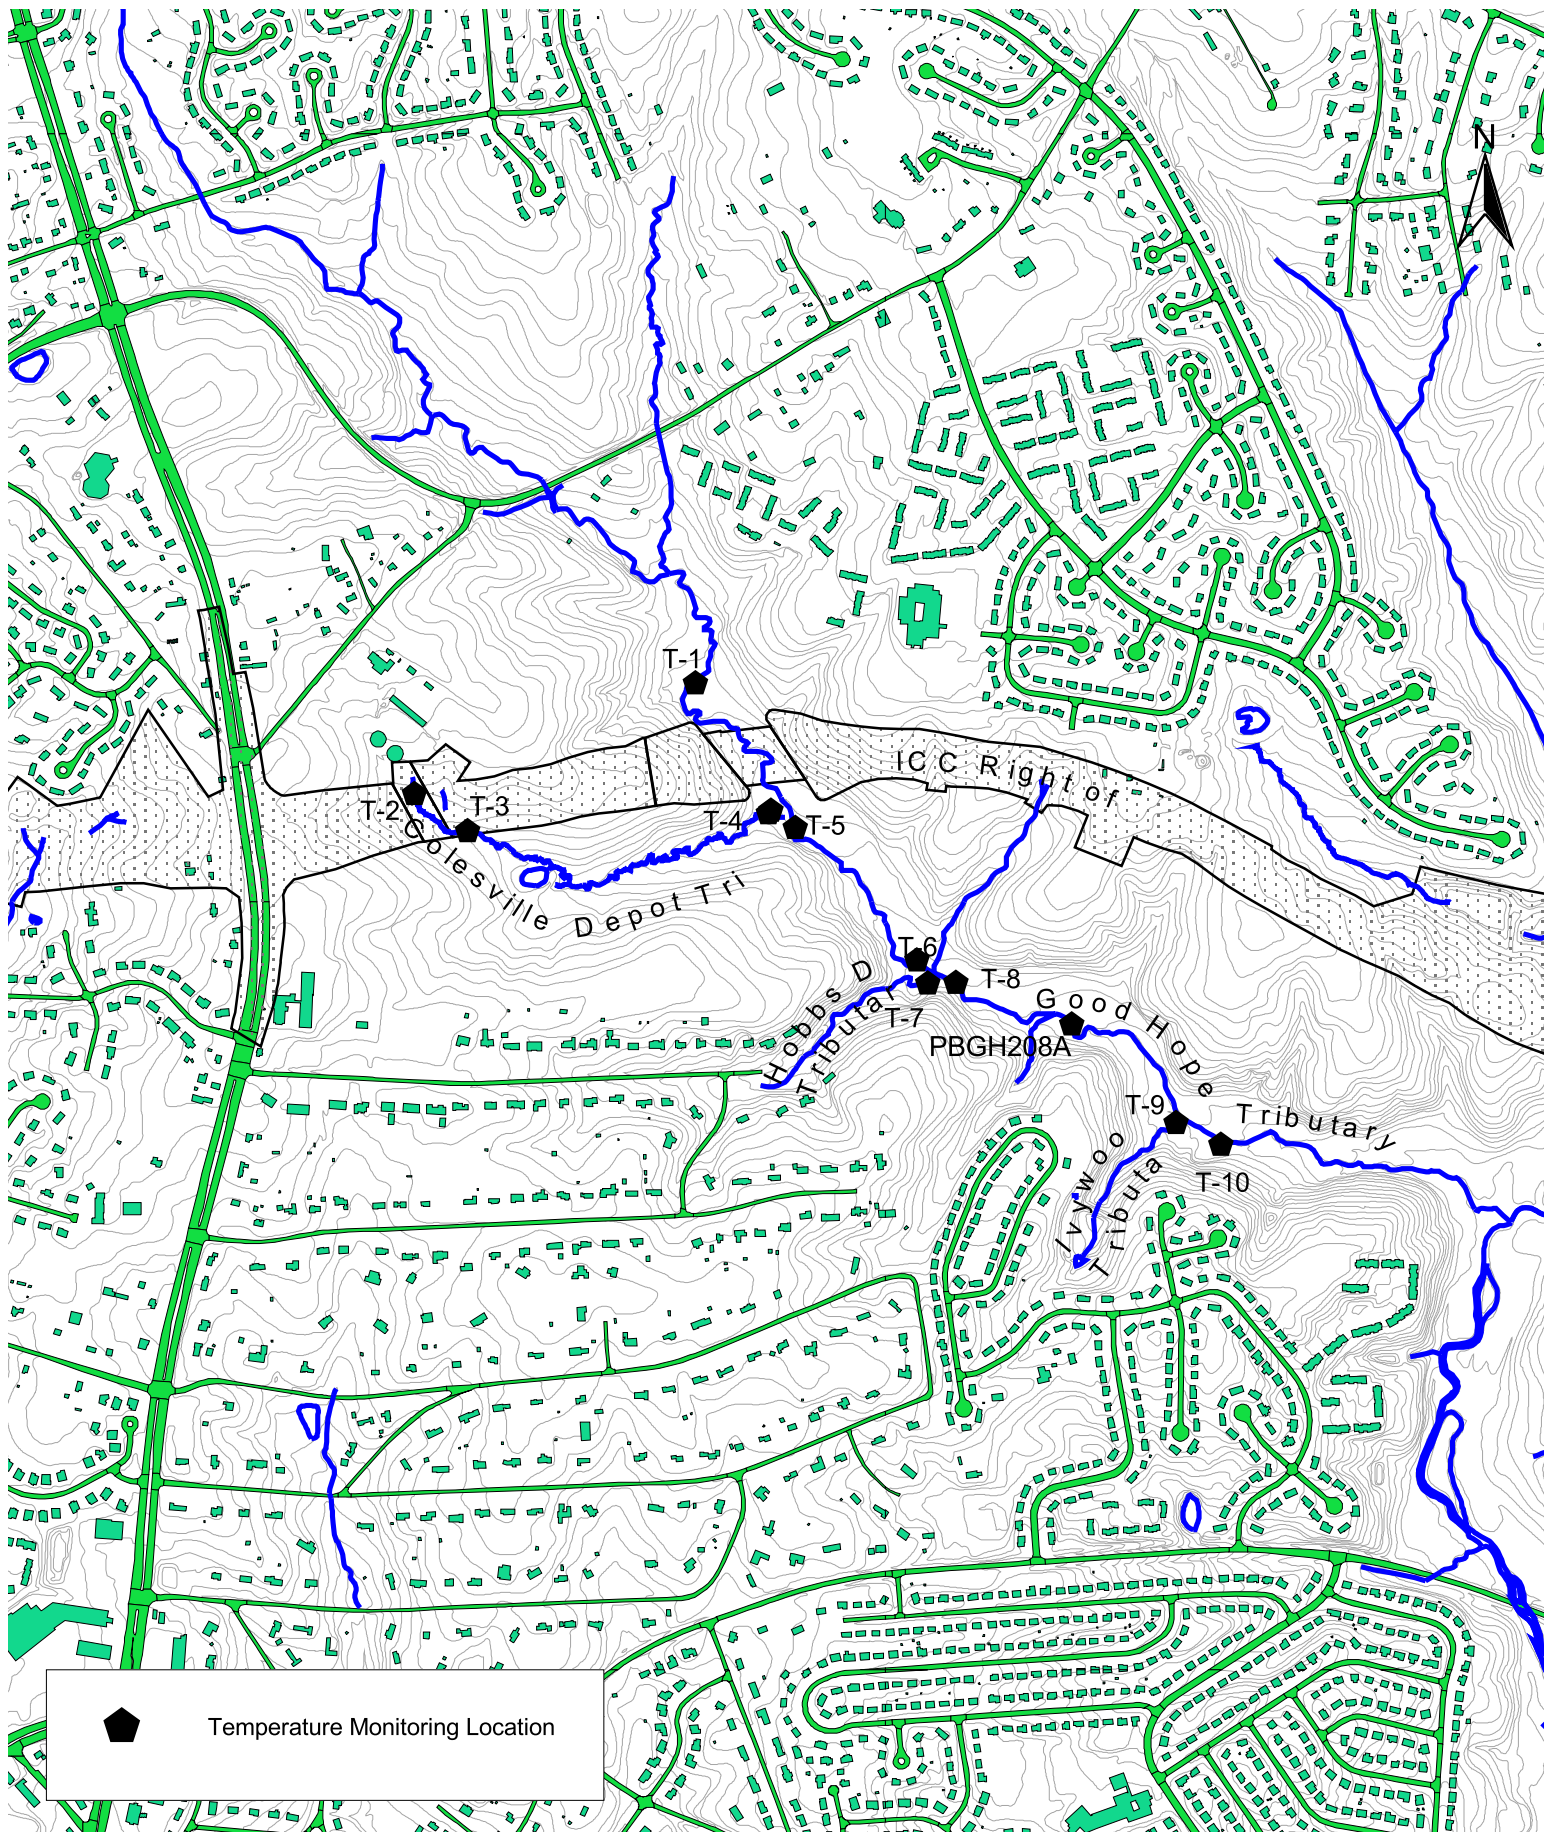 N
T-1
ICC Right of
T-2
T-3
T-4
T-5
Colesville Depot Tri
T-6
T-8
Hobbs D
Tributar
T-7
Good Hope
Tributary
PBGH208A
T-9
Ivywoo
Tributa
T-10
Temperature Monitoring Location